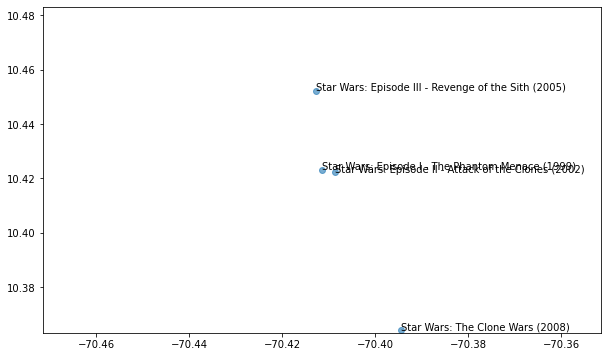 10.48
10.46
Star Wars: Episode III - Revenge of the Sith (2005)
10.44
Star Wars: Episode I - The Phantom Menace (1999)
Star Wars: Episode II - Attack of the Clones (2002)
10.42
10.40
10.38
Star Wars: The Clone Wars (2008)
−70.46 −70.44 −70.42 −70.40 −70.38 −70.36